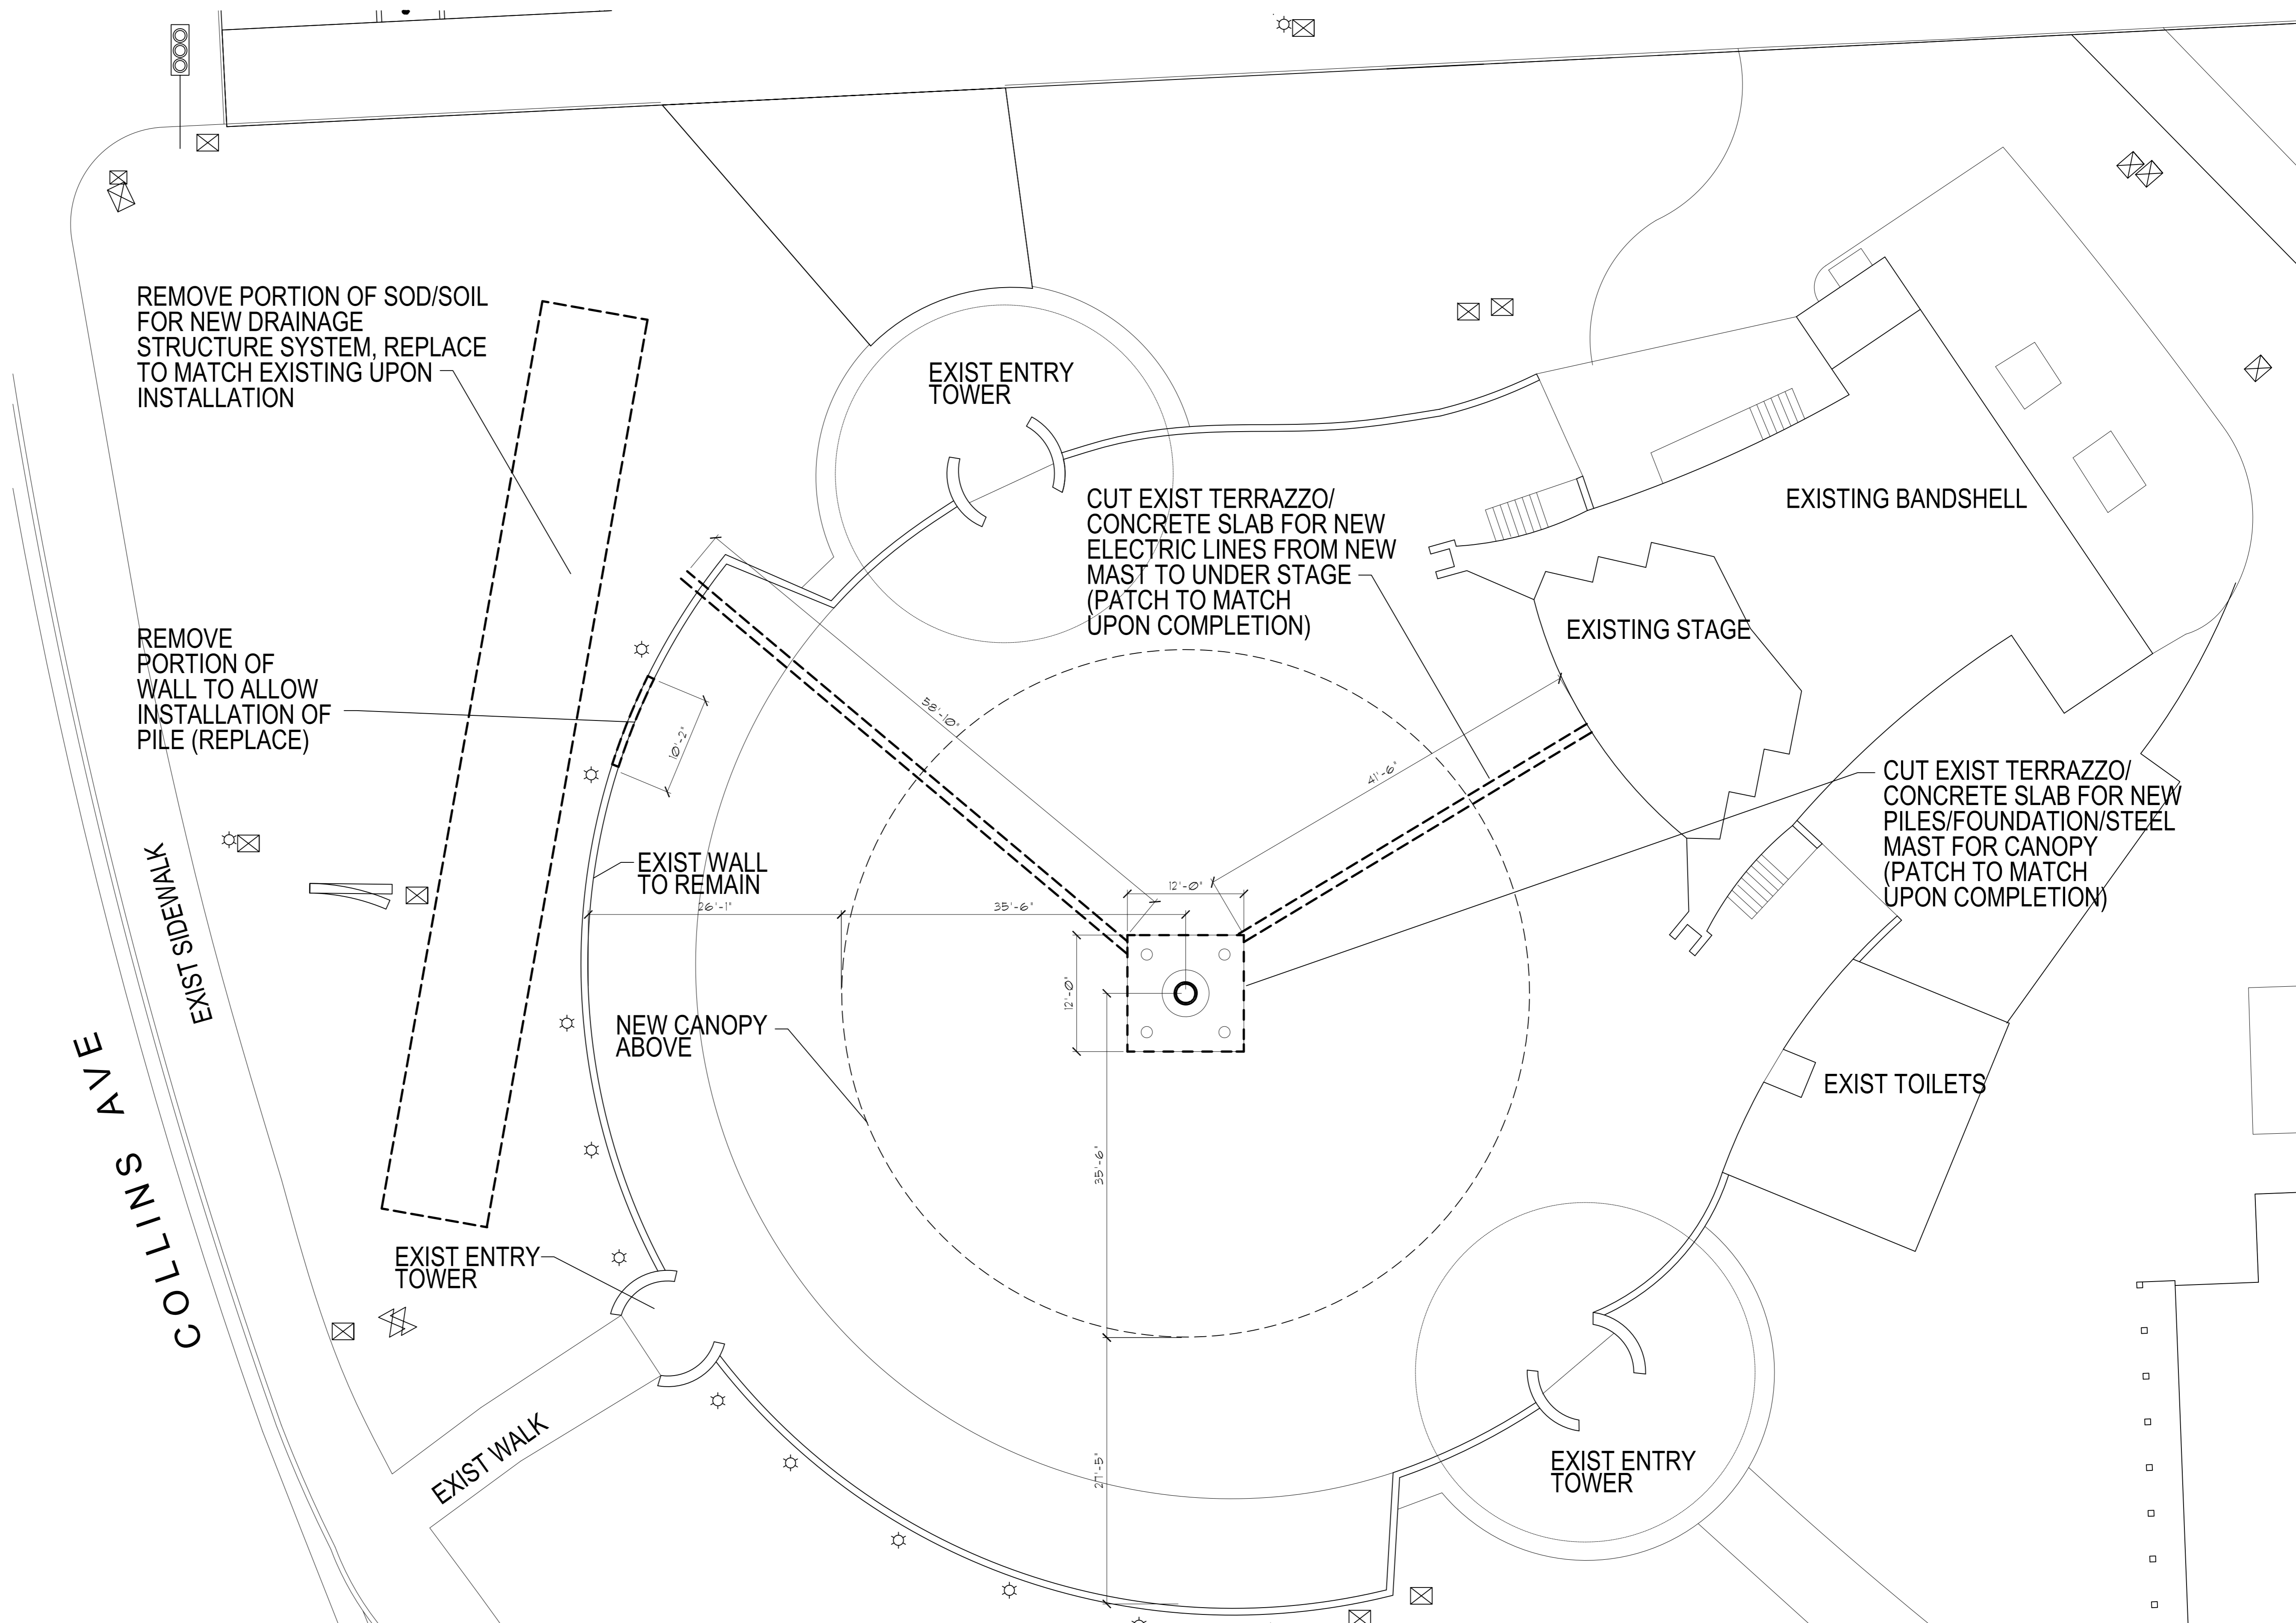 REMOVE PORTION OF SOD/SOIL
FOR NEW DRAINAGE
STRUCTURE SYSTEM, REPLACE
TO MATCH EXISTING UPON
INSTALLATION
EXIST ENTRY
TOWER
CUT EXIST TERRAZZO/
CONCRETE SLAB FOR NEW
ELECTRIC LINES FROM NEW
MAST TO UNDER STAGE
(PATCH TO MATCH
UPON COMPLETION)
EXISTING BANDSHELL
EXISTING STAGE
REMOVE
PORTION OF
WALL TO ALLOW
INSTALLATION OF
PILE (REPLACE)
10'-2"
58'-10"
41'-6"
CUT EXIST TERRAZZO/
CONCRETE SLAB FOR NEW
PILES/FOUNDATION/STEEL
MAST FOR CANOPY
(PATCH TO MATCH
UPON COMPLETION)
EXIST WALL
TO REMAIN
26'-1"
35'-6"
12'-0"
12'-0"
EXIST SIDEWALK
COLLINS AVE
NEW CANOPY
ABOVE
EXIST TOILETS
35'-6"
EXIST ENTRY
TOWER
EXIST WALK
27'-5"
EXIST ENTRY
TOWER